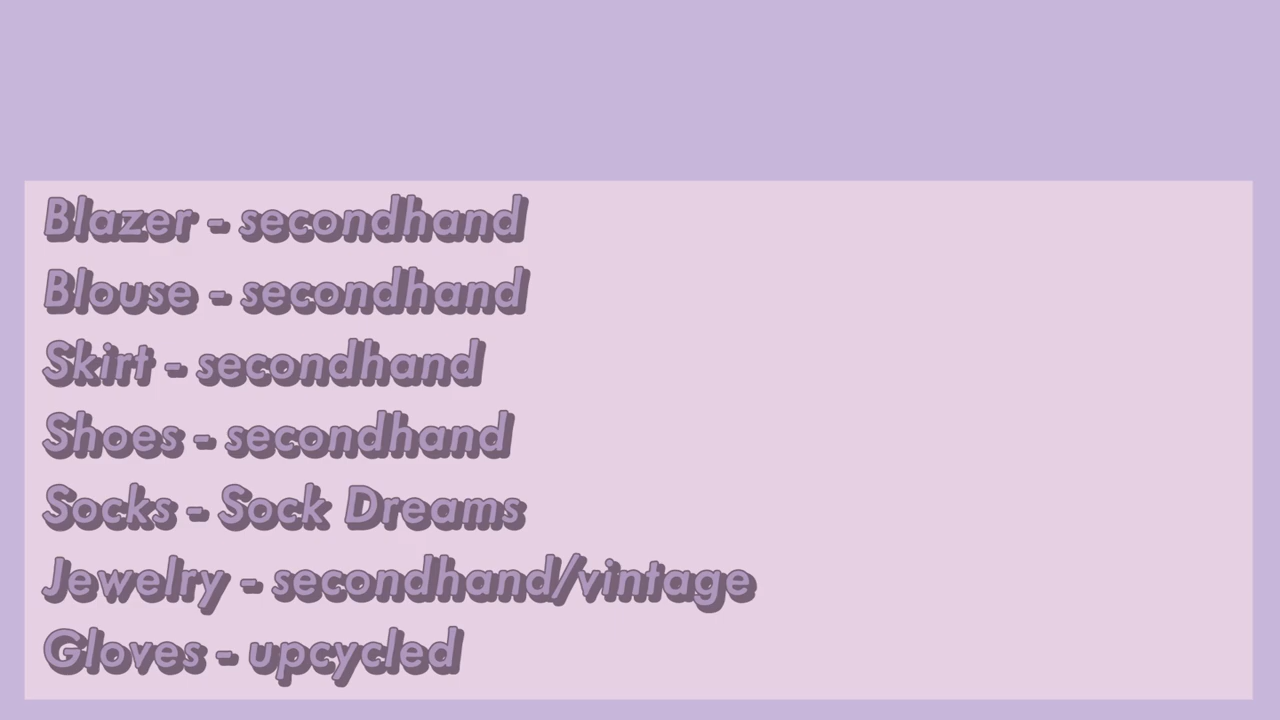 Blazer - secondhand
Blouse - secondhand
Skirt - secondhand
Shoes - secondhand
Socks - Sock Dreams
Jewelry - secondhand/vintage
Gloves - upcycled